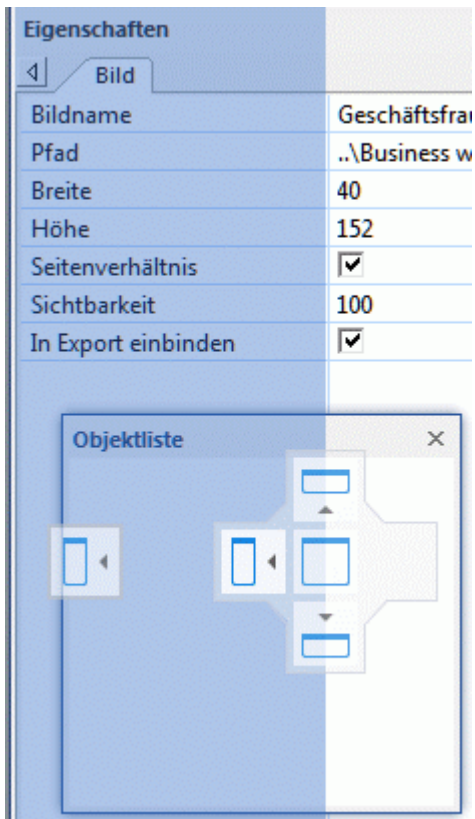 Eigenschaften
Bild
Bildname Geschäftsfrau
Pfad ..\Business w
Breite 40
Höhe 152
Seitenverhältnis
Sichtbarkeit 100
In Export einbinden
Objektliste